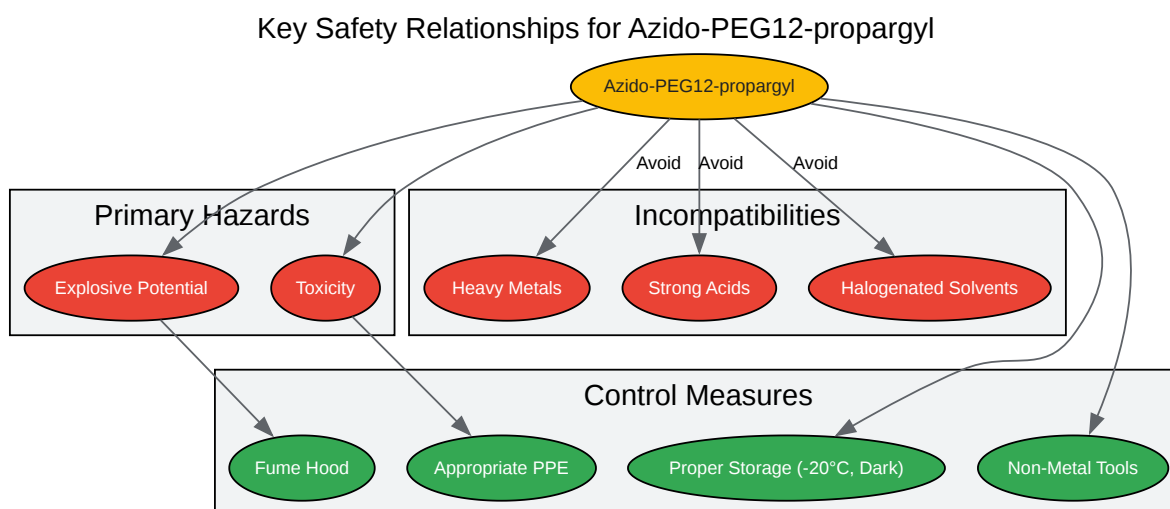 Key Safety Relationships for Azido-PEG12-propargyl
Azido-PEG12-propargyl
Avoid
Avoid
Avoid
Primary Hazards
Incompatibilities
Explosive Potential
Toxicity
Heavy Metals
Strong Acids
Halogenated Solvents
Control Measures
Fume Hood
Appropriate PPE
Proper Storage (-20°C, Dark)
Non-Metal Tools